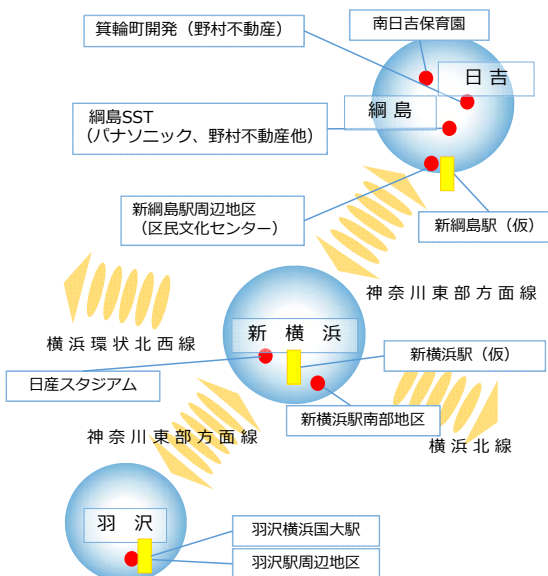 箕輪町開発（野村不動産）
南日吉保育園
日吉
綱島
綱島SST
（パナソニック、野村不動産他）
新綱島駅周辺地区
（区民文化センター）
新綱島駅（仮）
神奈川東部方面線
横浜環状北西線
新横浜
新横浜駅（仮）
日産スタジアム
新横浜駅南部地区
横浜北線
神奈川東部方面線
羽沢
羽沢横浜国大駅
羽沢駅周辺地区